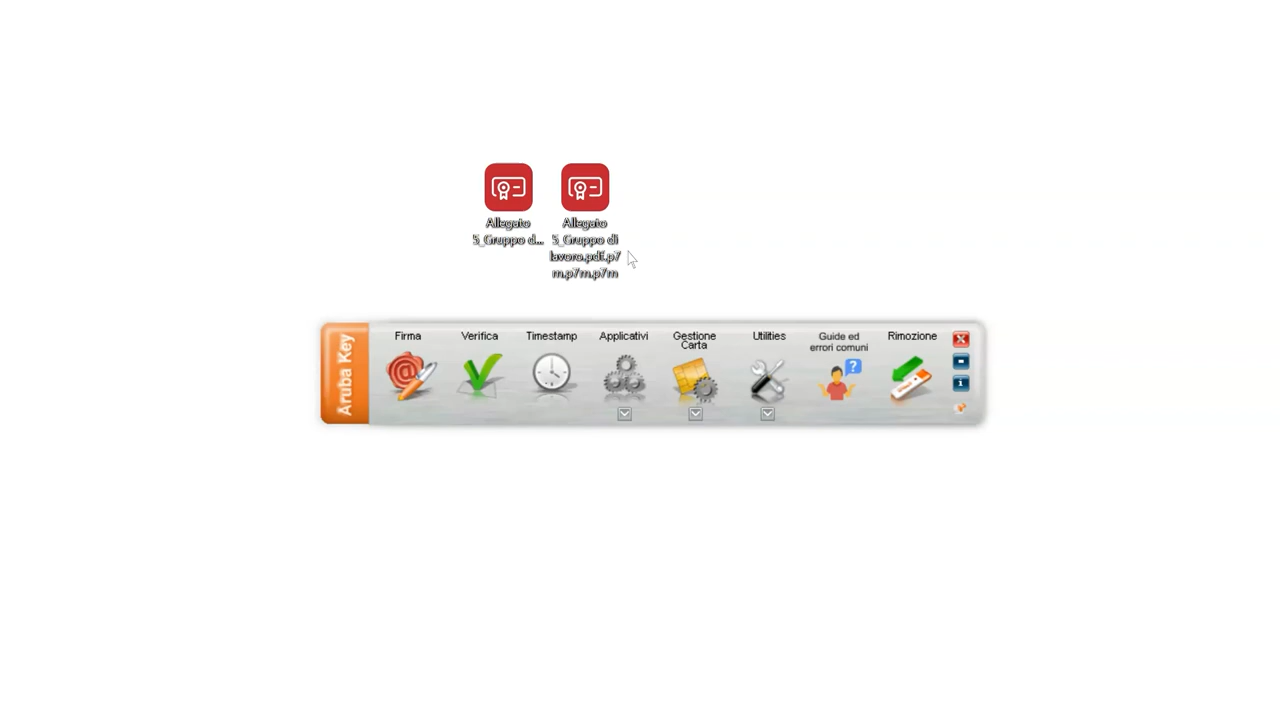 Allegato
5_Gruppo d...
Allegato
5_Gruppo di
lavoro.pdf.p7
m.p7m.p7m
Aruba Key
Firma
Verifica
Timestamp
Applicativi
Gestione
Carta
Utilities
Guide ed
errori comuni
Rimozione